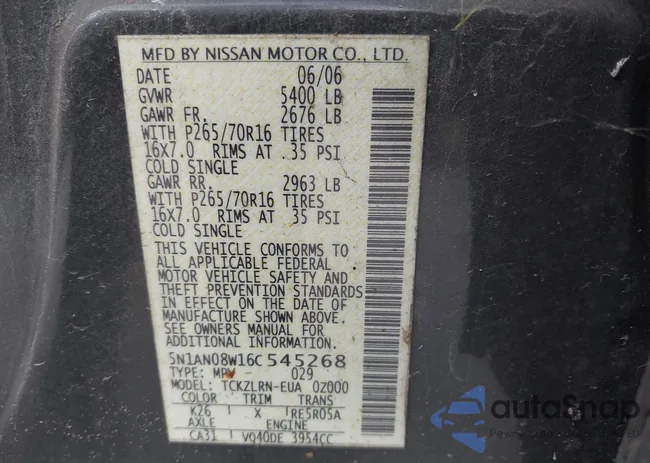 MFD BY NISSAN MOTOR CO., LTD.
DATE 06/06
GVWR 5400 LB
GAWR FR. 2676 LB
WITH P265/70R16 TIRES
16X7.0 RIMS AT 35 PSI
COLD SINGLE
GAWR RR. 2963 LB
WITH P265/70R16 TIRES
16X7.0 RIMS AT 35 PSI
COLD SINGLE
THIS VEHICLE CONFORMS TO
ALL APPLICABLE FEDERAL
MOTOR VEHICLE SAFETY AND
THEFT PREVENTION STANDARDS
IN EFFECT ON THE DATE OF
MANUFACTURE SHOWN ABOVE.
SEE OWNERS MANUAL FOR
ADDITIONAL INFORMATION.
5N1AN08W16C545268
TYPE: MPV 029
MODEL: TCKZLRN-EUA 0Z000
COLOR TRIM TRANS
K26 X RE5R05A
AXLE ENGINE
CA31 VQ40DE 3954CC
autoSnap